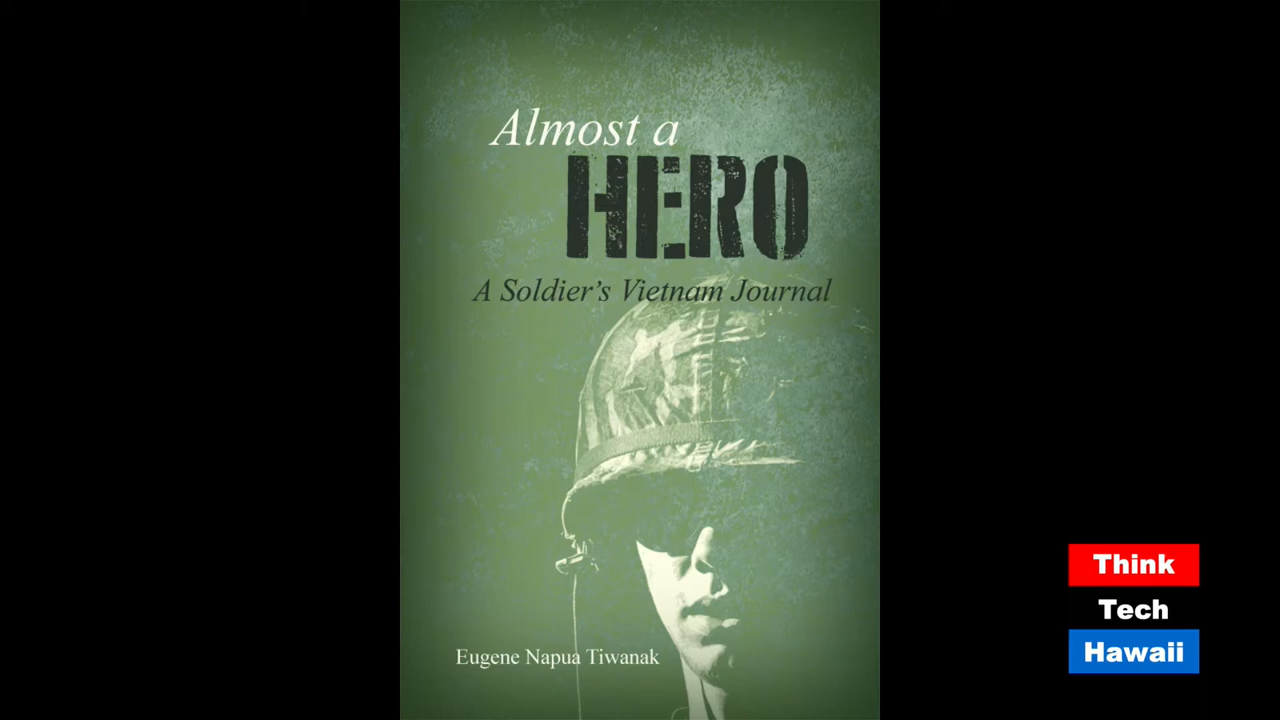 Almost a
HERO
A Soldier's Vietnam Journal
Eugene Napua Tiwanak
Think
Tech
Hawaii